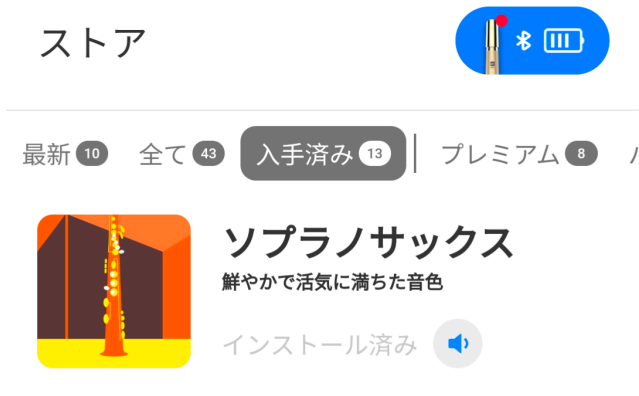 ストア
最新 10 全て 43 入手済み 13 プレミアム 8
ソプラノサックス
鮮やかで活気に満ちた音色
インストール済み